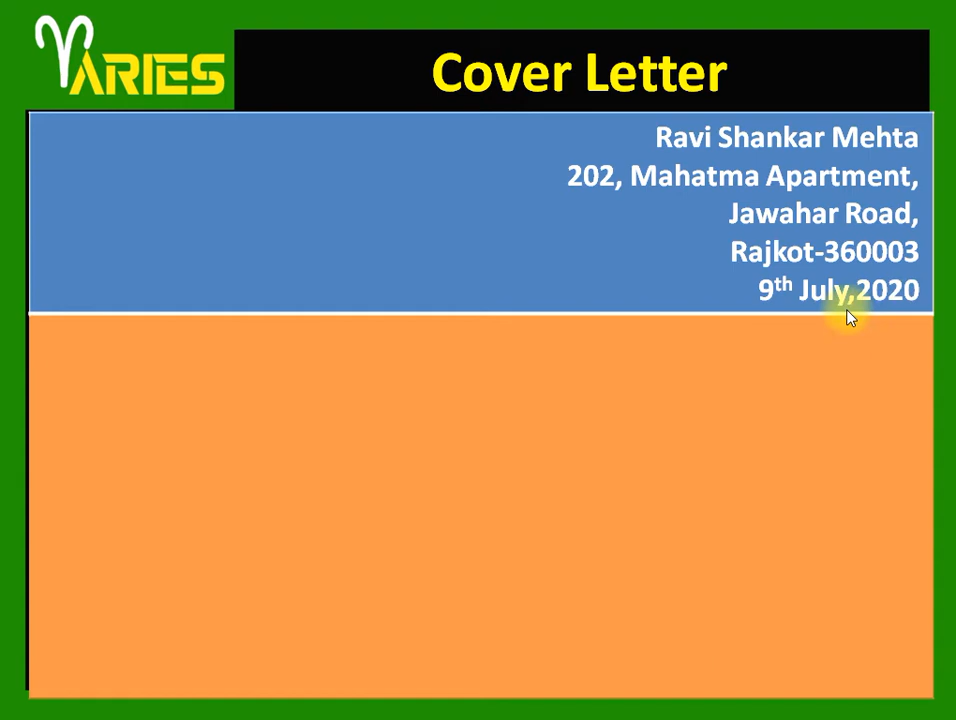 ARIES
Cover Letter
Ravi Shankar Mehta
202, Mahatma Apartment,
Jawahar Road,
Rajkot-360003
9th July,2020